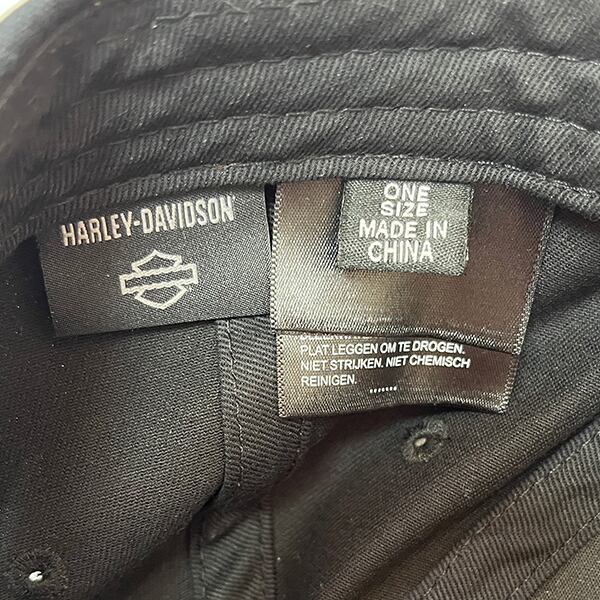 HARLEY-DAVIDSON
ONE
SIZE
MADE IN
CHINA
PLAT LEGGEN OM TE DROGEN.
NIET STRIJKEN. NIET CHEMISCH
REINIGEN.